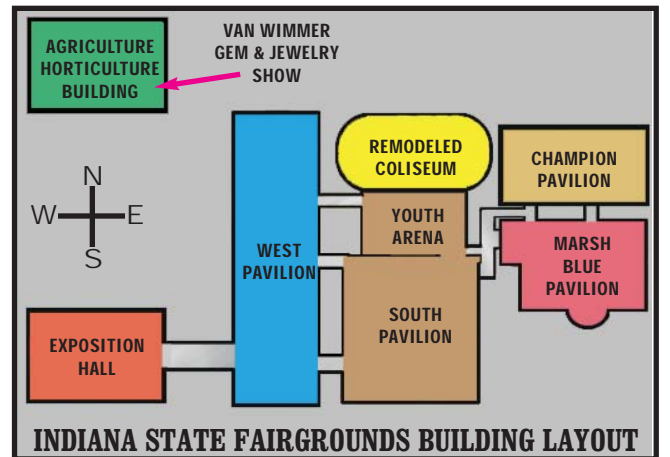 AGRICULTURE
HORTICULTURE
BUILDING
VAN WIMMER
GEM & JEWELRY
SHOW
REMODELED
COLISEUM
CHAMPION
PAVILION
N
W E
S
YOUTH
ARENA
WEST
PAVILION
MARSH
BLUE
PAVILION
SOUTH
PAVILION
EXPOSITION
HALL
INDIANA STATE FAIRGROUNDS BUILDING LAYOUT